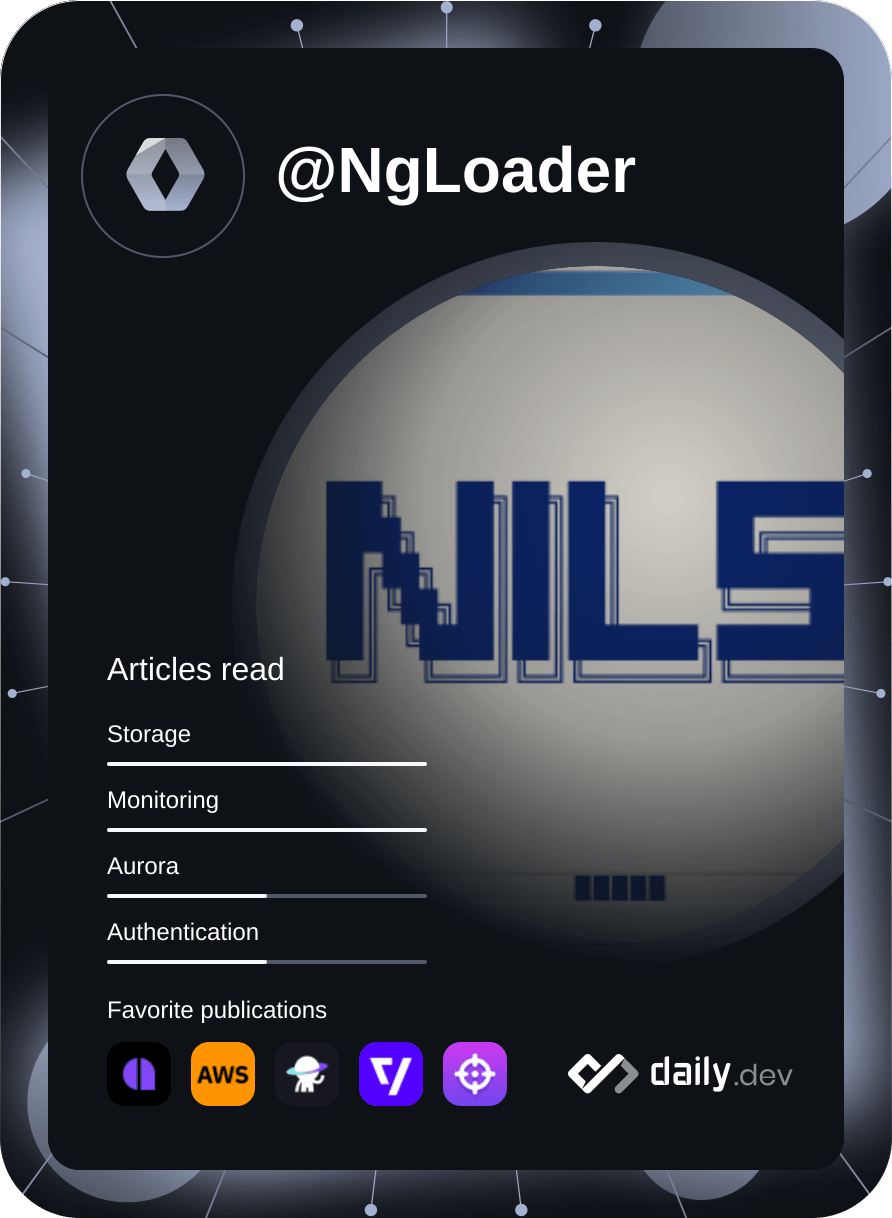 @NgLoader
NILS
Articles read
Storage
Monitoring
Aurora
Authentication
Favorite publications
AWS
daily.dev